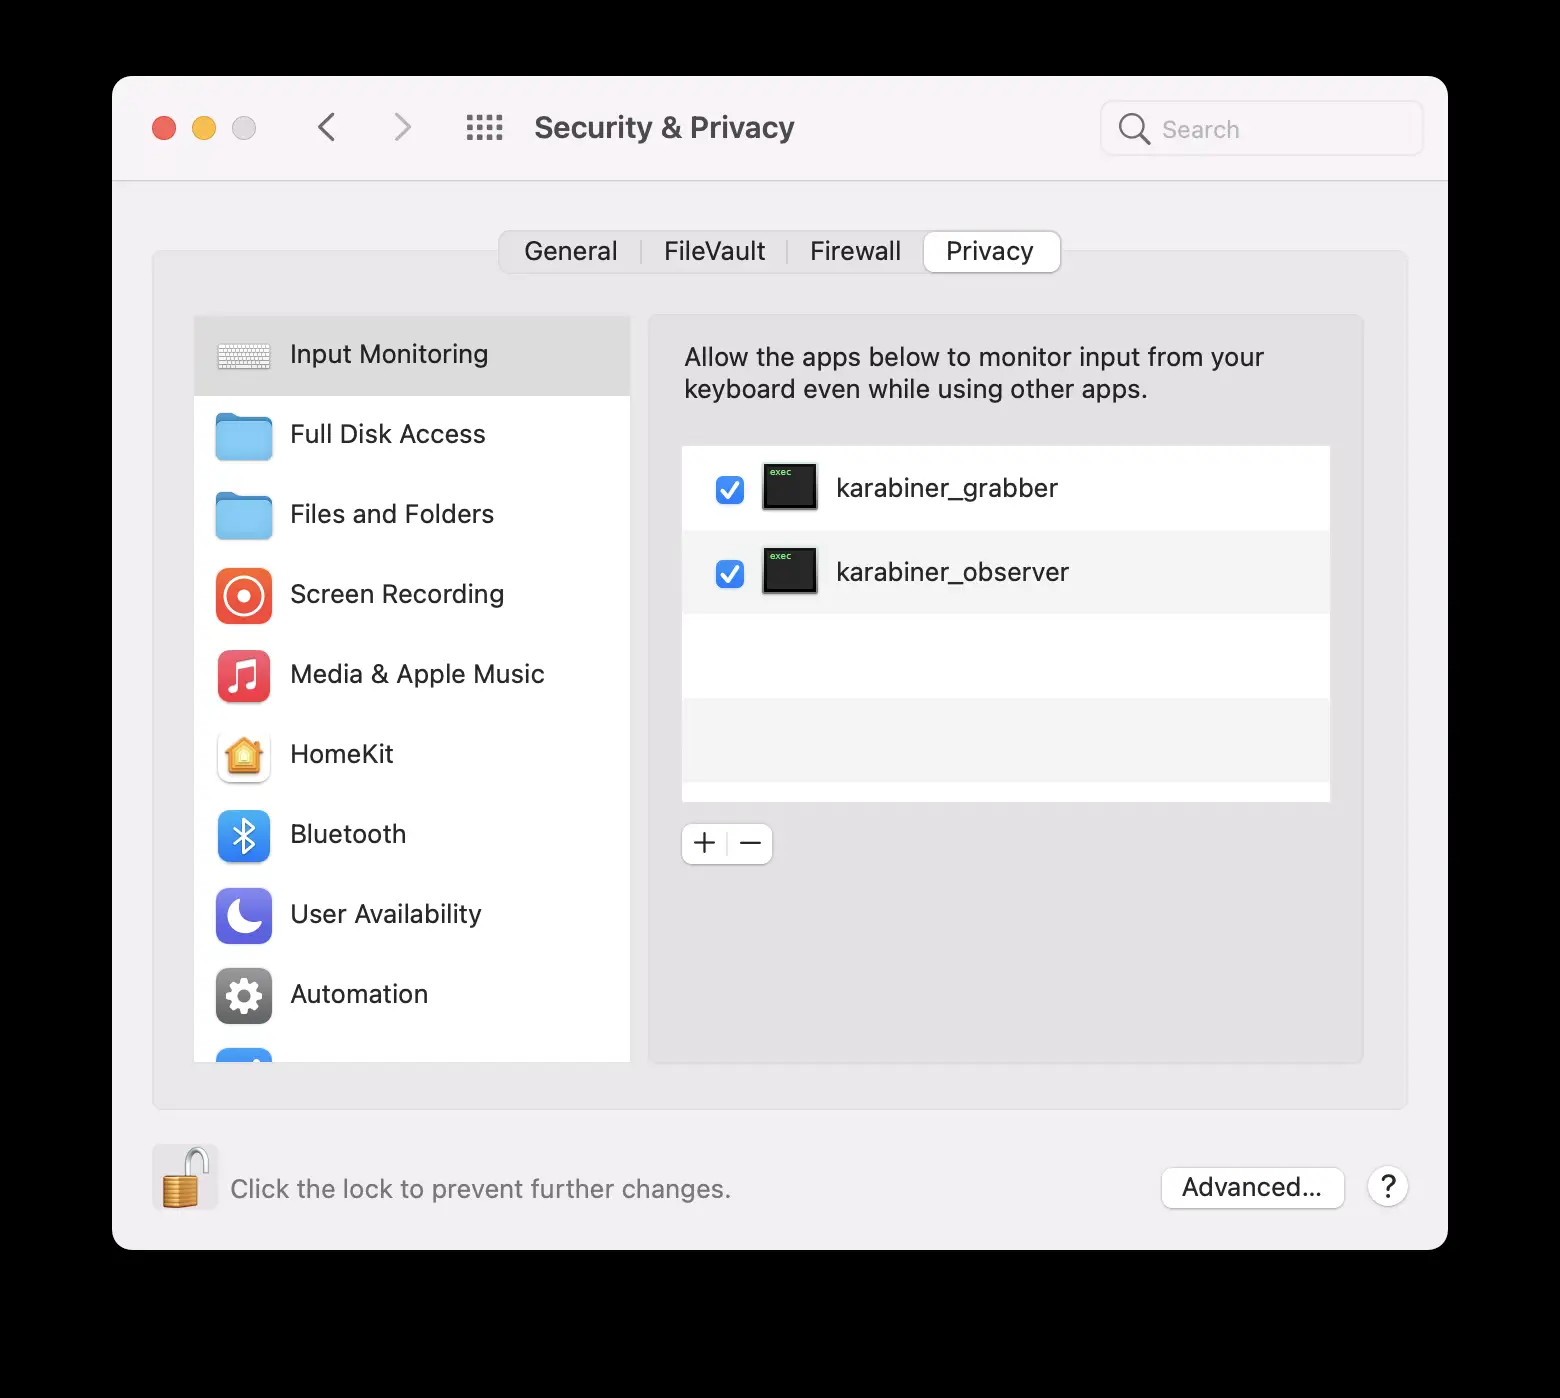 Security & Privacy
Search
General
FileVault
Firewall
Privacy
Input Monitoring
Full Disk Access
Files and Folders
Screen Recording
Media & Apple Music
HomeKit
Bluetooth
User Availability
Automation
Allow the apps below to monitor input from your
keyboard even while using other apps.
exec
karabiner_grabber
exec
karabiner_observer
Click the lock to prevent further changes.
Advanced...
?